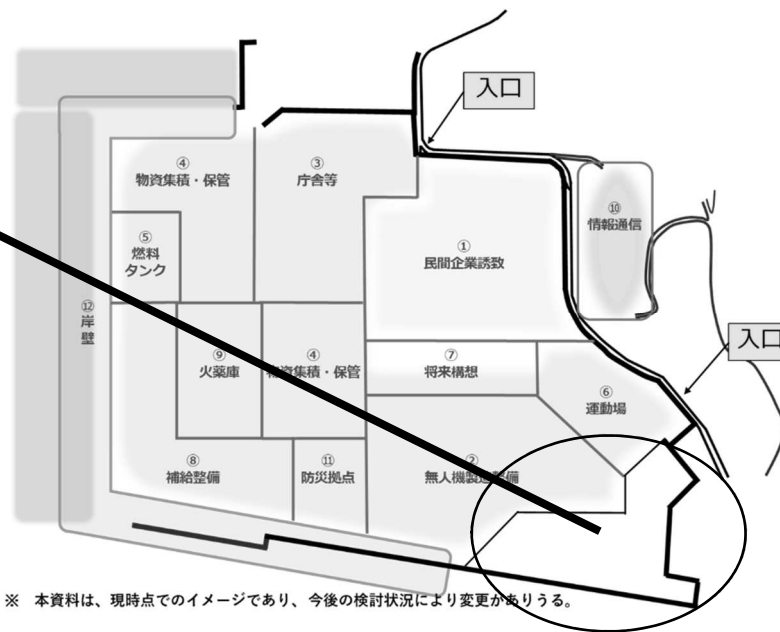 入口
④
物資集積・保管
③
庁舎等
⑩
情報通信
⑤
燃料
タンク
①
民間企業誘致
⑫
岸
壁
入口
⑨
火薬庫
④
物資集積・保管
⑦
将来構想
⑥
運動場
⑧
補給整備
⑪
防災拠点
②
無人機製造整備
※ 本資料は、現時点でのイメージであり、今後の検討状況により変更がありうる。